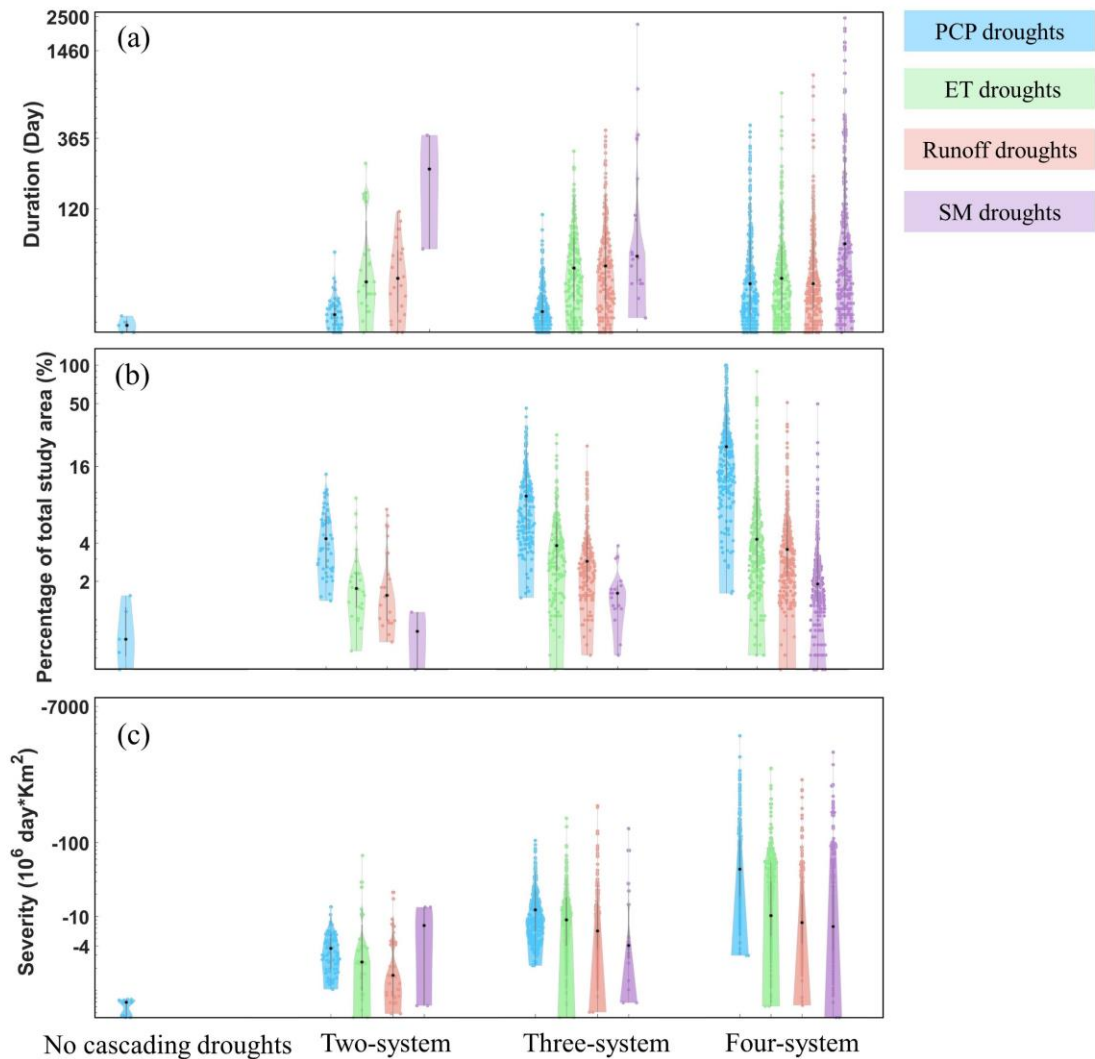 (a)
2500
1460
365
120
Duration (Day)
PCP droughts
ET droughts
Runoff droughts
SM droughts
(b)
100
50
16
4
2
Percentage of total study area (%)
(c)
-7000
-100
-10
-4
Severity (10⁶ day*Km²)
No cascading droughts Two-system Three-system Four-system